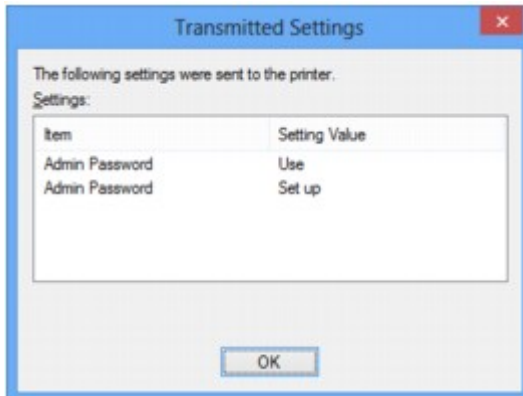 Transmitted Settings
The following settings were sent to the printer.
Settings:
Item Setting Value
Admin Password Use
Admin Password Set up
OK